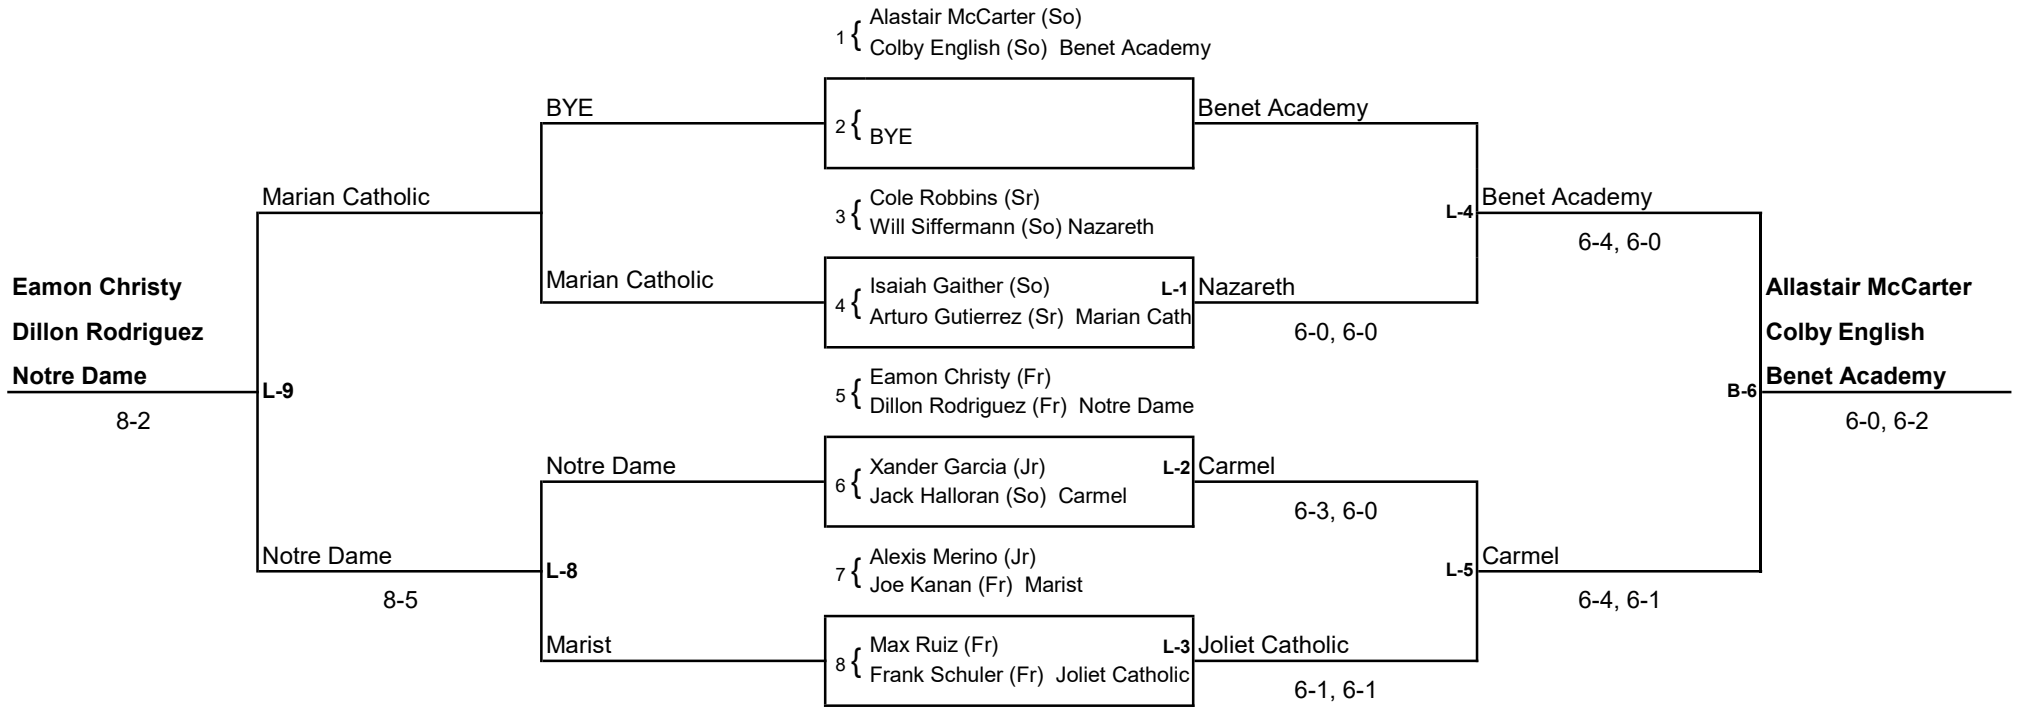 Alastair McCarter (So)
1 { Colby English (So) Benet Academy
BYE
Benet Academy
2 { BYE
Marian Catholic
Cole Robbins (Sr)
3 { Will Siffermann (So) Nazareth
L-4 Benet Academy
6-4, 6-0
Marian Catholic
Isaiah Gaither (So) L-1 Nazareth
4 { Arturo Gutierrez (Sr) Marian Cath
6-0, 6-0
Eamon Christy
Dillon Rodriguez
Notre Dame
L-9
8-2
Allastair McCarter
Colby English
Benet Academy
B-6
6-0, 6-2
Eamon Christy (Fr)
5 { Dillon Rodriguez (Fr) Notre Dame
Notre Dame
Xander Garcia (Jr) L-2 Carmel
6 { Jack Halloran (So) Carmel
6-3, 6-0
Notre Dame
L-8
8-5
Alexis Merino (Jr)
7 { Joe Kanan (Fr) Marist
L-5 Carmel
6-4, 6-1
Marist
Max Ruiz (Fr) L-3 Joliet Catholic
8 { Frank Schuler (Fr) Joliet Catholic
6-1, 6-1